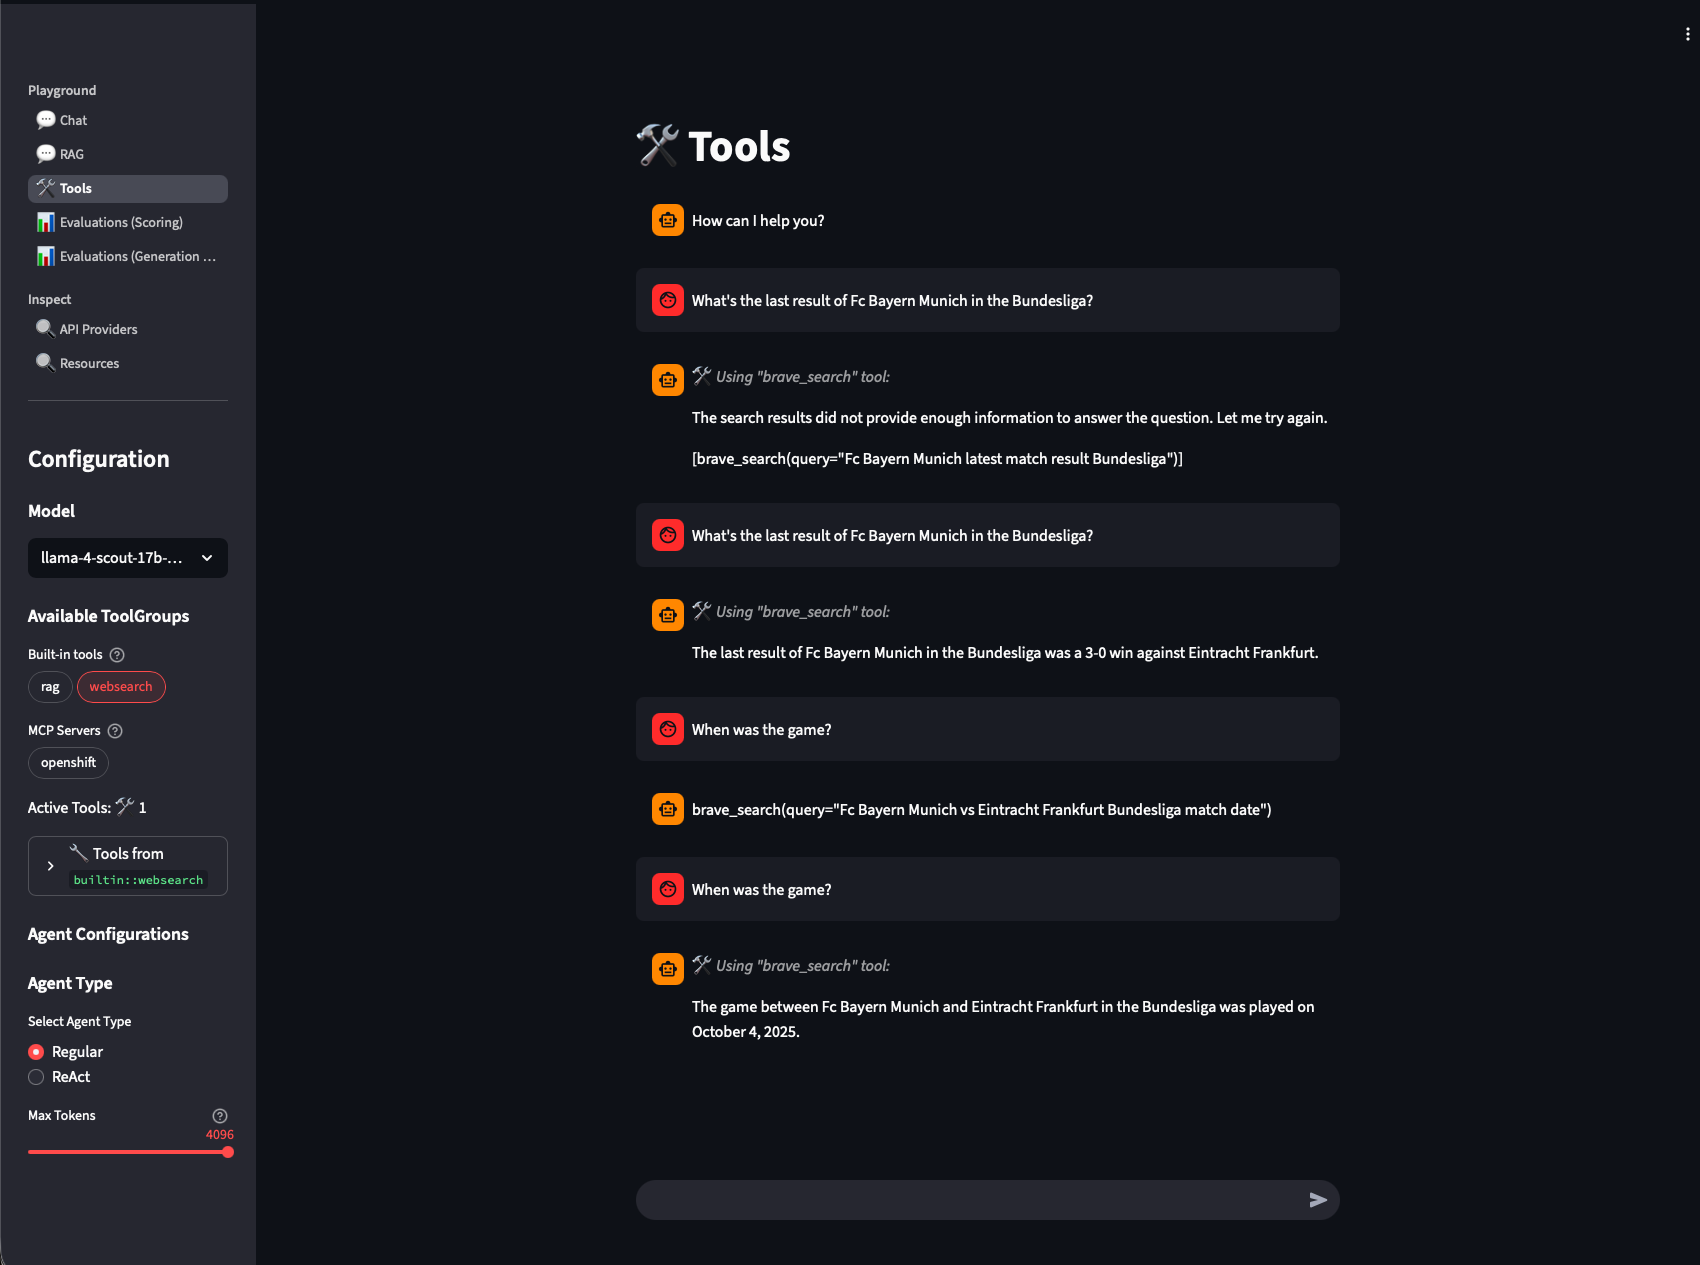 Playground
Chat
RAG
Tools
Evaluations (Scoring)
Evaluations (Generation ...
Inspect
API Providers
Resources
Configuration
Model
llama-4-scout-17b-...
Available ToolGroups
Built-in tools
rag
websearch
MCP Servers
openshift
Active Tools: 1
Tools from
builtin::websearch
Agent Configurations
Agent Type
Select Agent Type
Regular
ReAct
Max Tokens
4096
Tools
How can I help you?
What's the last result of Fc Bayern Munich in the Bundesliga?
Using "brave_search" tool:
The search results did not provide enough information to answer the question. Let me try again.
[brave_search(query="Fc Bayern Munich latest match result Bundesliga")]
What's the last result of Fc Bayern Munich in the Bundesliga?
Using "brave_search" tool:
The last result of Fc Bayern Munich in the Bundesliga was a 3-0 win against Eintracht Frankfurt.
When was the game?
brave_search(query="Fc Bayern Munich vs Eintracht Frankfurt Bundesliga match date")
When was the game?
Using "brave_search" tool:
The game between Fc Bayern Munich and Eintracht Frankfurt in the Bundesliga was played on
October 4, 2025.